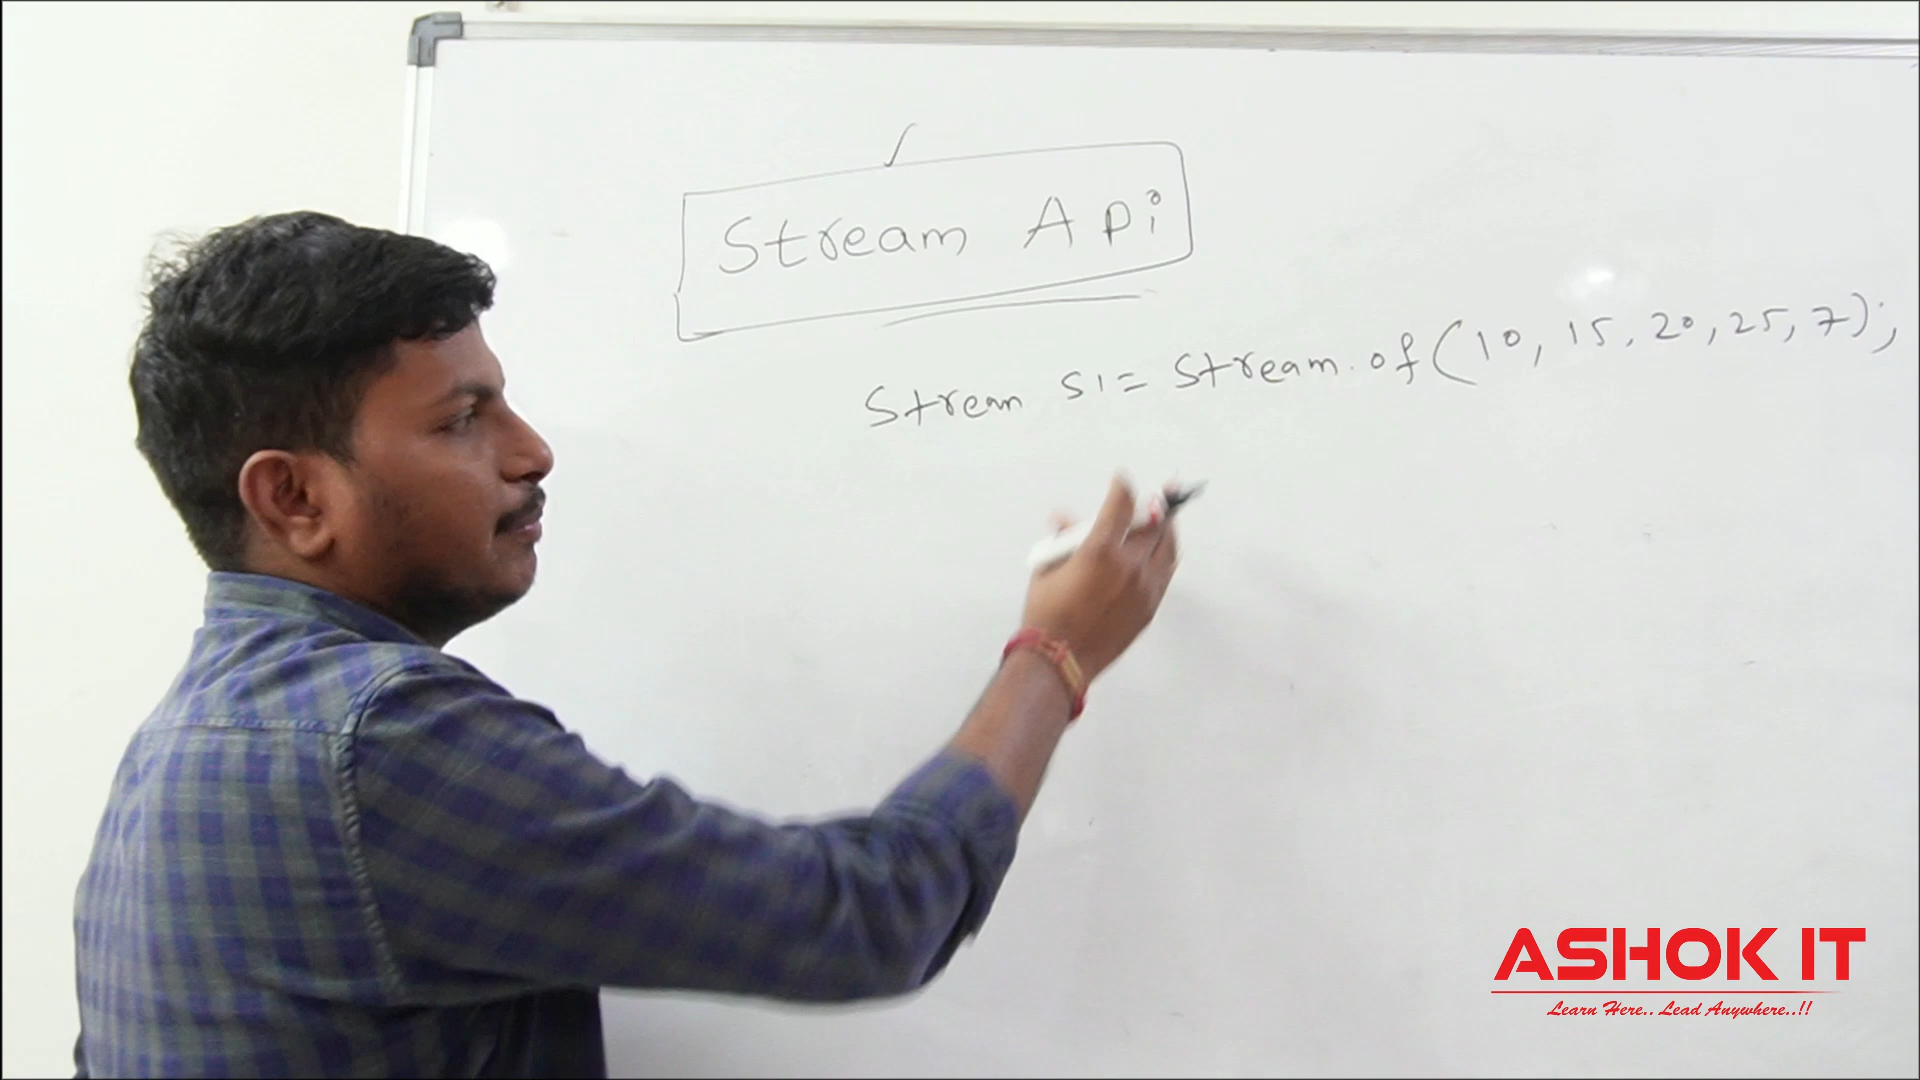 Stream Api
Stream s1 = Stream.of(10, 15, 20, 25, 7);
ASHOK IT
Learn Here.. Lead Anywhere..!!